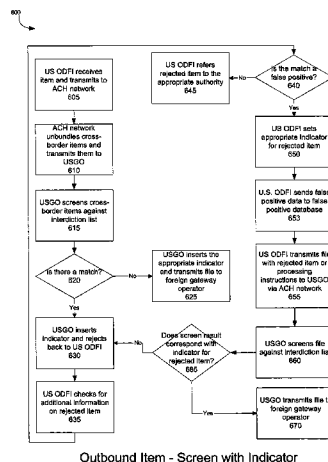 600
US ODFI receives
item and transmits to
ACH network
605
ACH network
unbundles cross-
border items and
transmits them to
USGO
610
USGO screens cross-
border items against
interdiction list
615
Is there a match?
620
No
Yes
USGO inserts the
appropriate indicator
and transmits file to
foreign gateway
operator
625
USGO inserts
indicator and rejects
back to US ODFI
630
US ODFI checks for
additional information
on rejected item
635
Is the match a
false positive?
640
No
Yes
US ODFI refers
rejected item to the
appropriate authority
645
US ODFI sets
appropriate indicator
for rejected item
650
U.S. ODFI sends false
positive data to false
positive database
653
US ODFI transmits file
with rejected item or
processing
instructions to USGO
via ACH network
655
USGO screens file
against interdiction list
660
Does screen result
correspond with
indicator for
rejected item?
665
No
Yes
USGO transmits file to
foreign gateway
operator
670
Outbound Item - Screen with Indicator